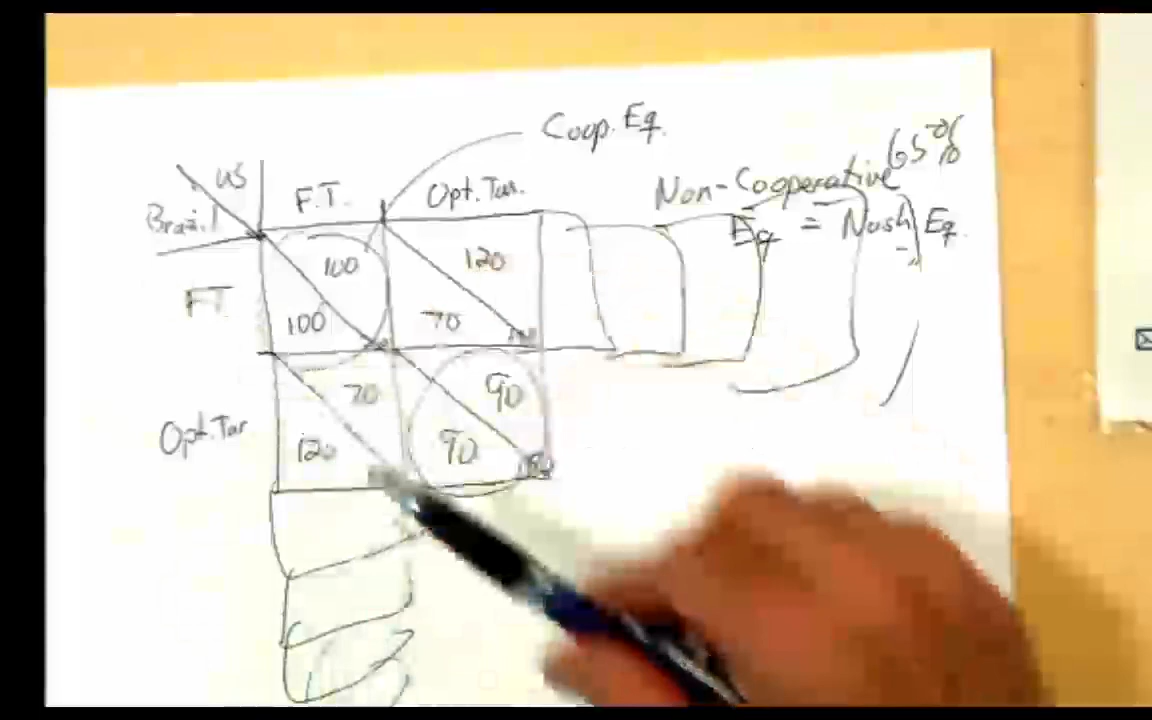 Coop. Eq.
65%
Non-Cooperative
Eq = Nash Eq.
US
Brazil
F.T.
Opt. Tar.
100
120
FT
100
70
70
90
Opt. Tar
120
90